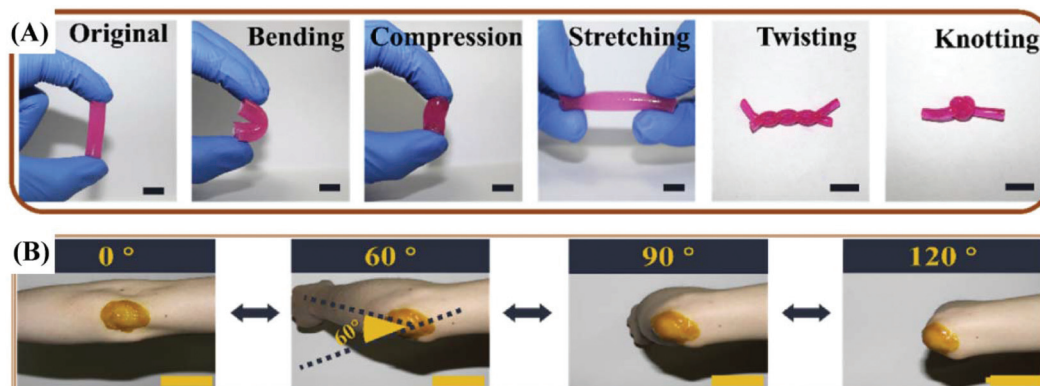 (A) Original Bending Compression Stretching Twisting Knotting
(B) 0 ° 60 ° 90 ° 120 °
60°